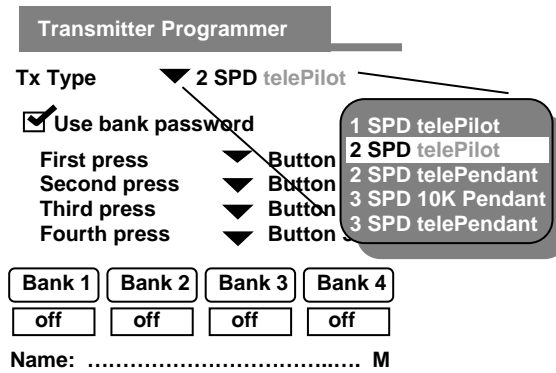 Transmitter Programmer
Tx Type 2 SPD telePilot
Use bank password
First press Button
Second press Button
Third press Button
Fourth press Button
1 SPD telePilot
2 SPD telePilot
2 SPD telePendant
3 SPD 10K Pendant
3 SPD telePendant
Bank 1 Bank 2 Bank 3 Bank 4
off off off off
Name: ………………………………..…. M